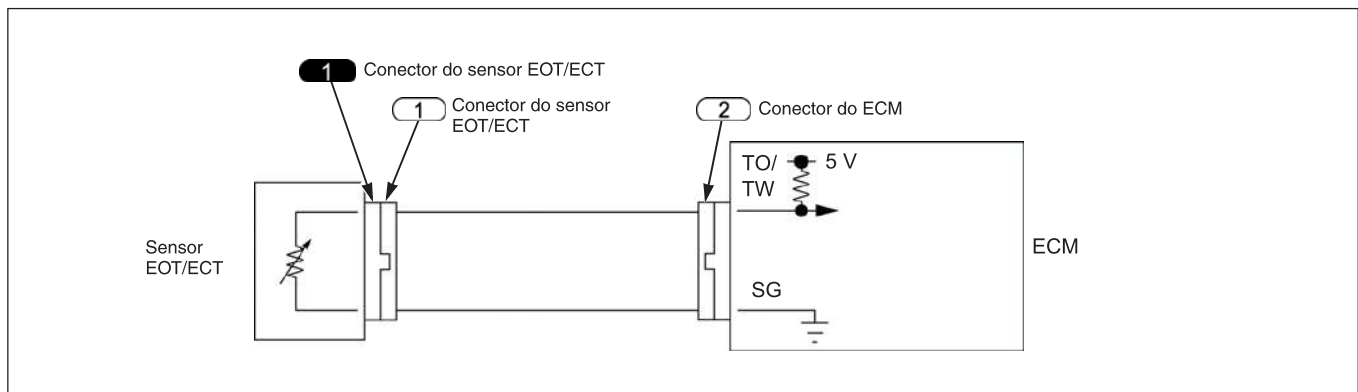 1 Conector do sensor EOT/ECT
1 Conector do sensor
EOT/ECT
2 Conector do ECM
TO/ 5 V
TW
Sensor
EOT/ECT
ECM
SG